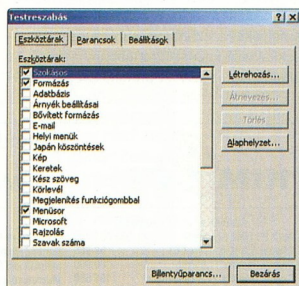 Testreszabás
Eszköztárak
Parancsok
Beállítások
Eszköztárak:
Szokásos
Formázás
Adatbázis
Árnyék beállításai
Bővített formázás
E-mail
Helyi menük
Japán köszöntések
Kép
Keretek
Kész szöveg
Körlevél
Megjelenítés funkciógombbal
Menüsor
Microsoft
Rajzolás
Szavak száma
Létrehozás...
Átnevezés...
Törlés
Alaphelyzet...
Billentyűparancs...
Bezárás